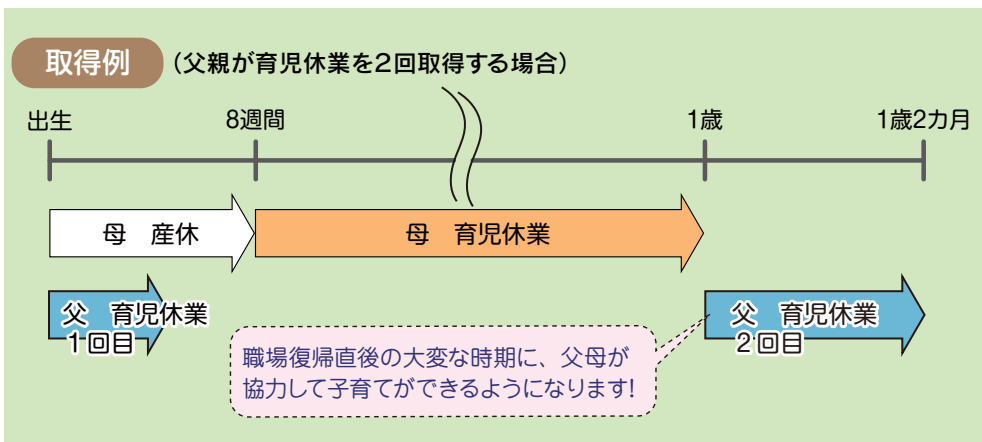 取得例 （父親が育児休業を2回取得する場合）
出生 8週間 1歳 1歳2カ月
母　産休 母　育児休業
父　育児休業
1回目
父　育児休業
2回目
職場復帰直後の大変な時期に、父母が
協力して子育てができるようになります!